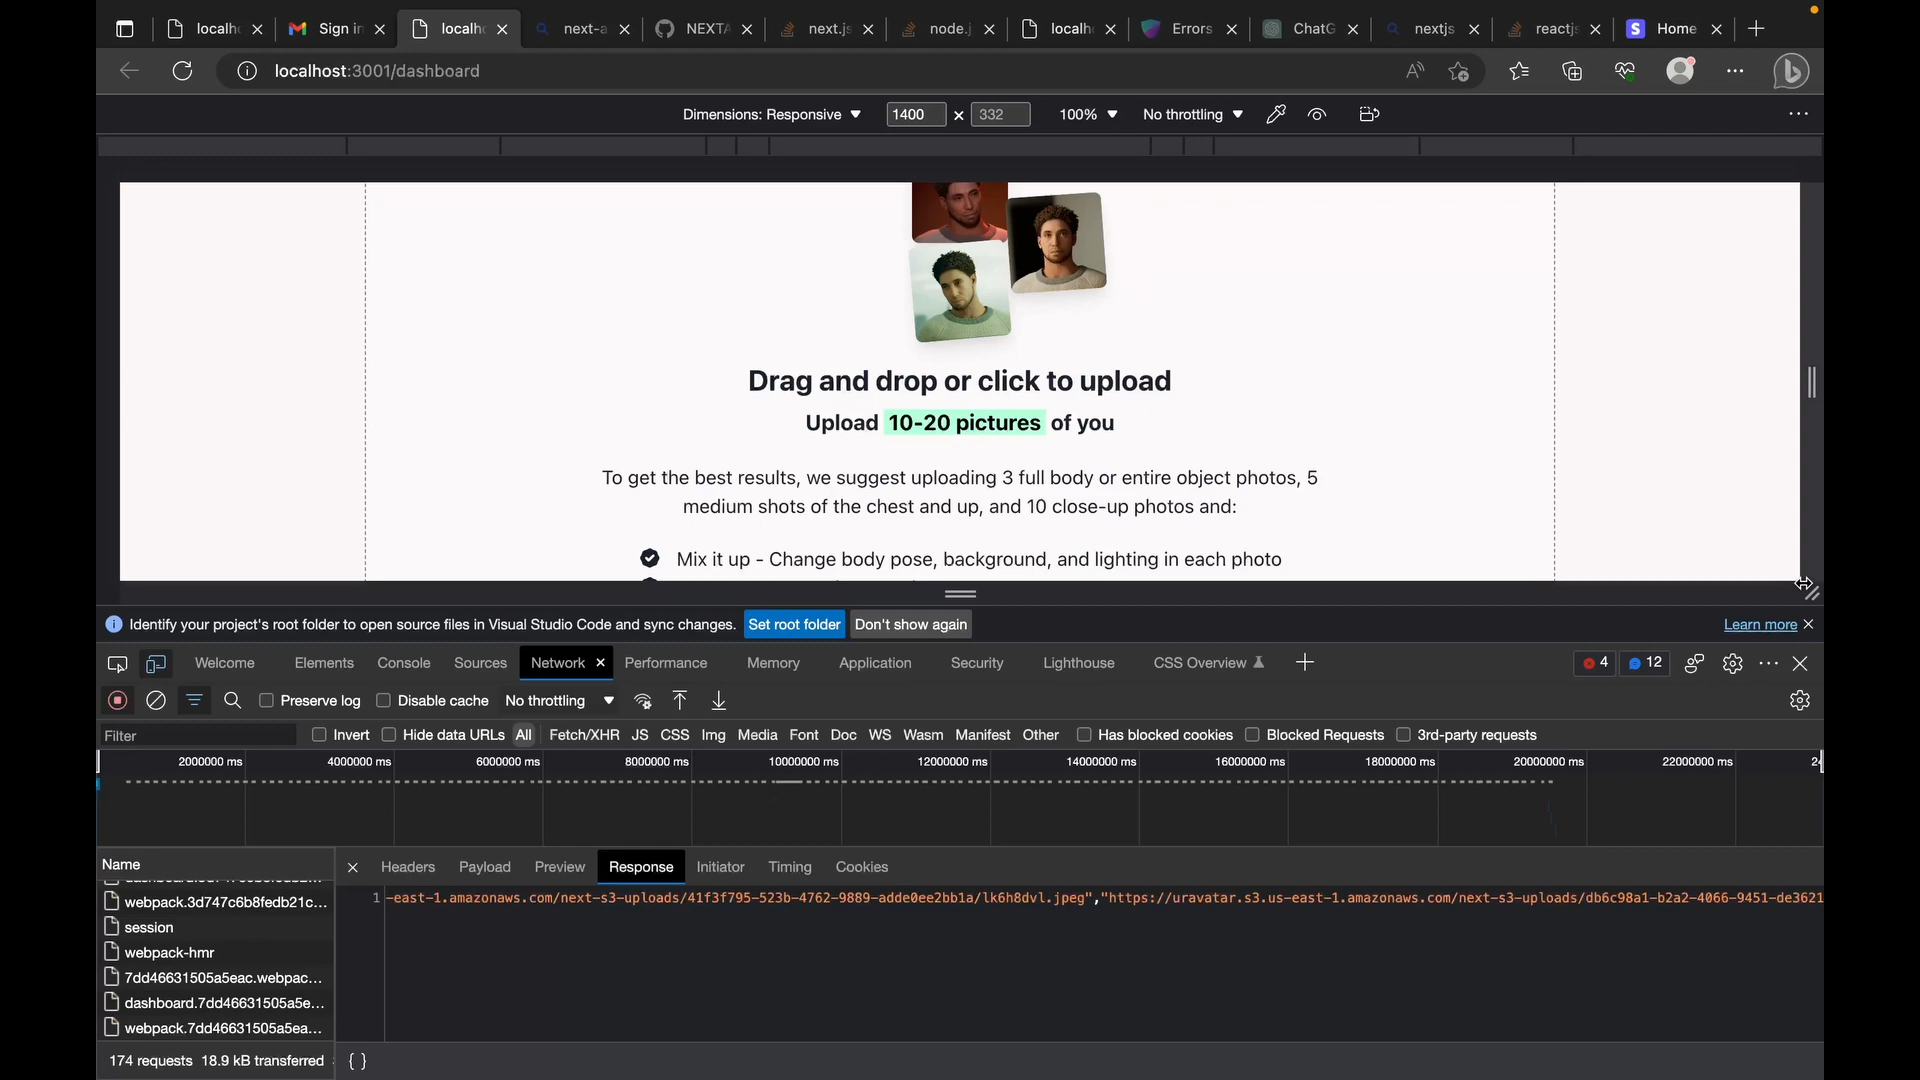 localh
Sign in
localho
next-a
NEXTA
next.js
node.j
localh
Errors
ChatG
nextjs
reactjs
Home
localhost:3001/dashboard
Dimensions: Responsive 1400 × 332 100% No throttling
Drag and drop or click to upload
Upload 10-20 pictures of you
To get the best results, we suggest uploading 3 full body or entire object photos, 5
medium shots of the chest and up, and 10 close-up photos and:
Mix it up - Change body pose, background, and lighting in each photo
Identify your project's root folder to open source files in Visual Studio Code and sync changes. Set root folder Don't show again Learn more
Welcome Elements Console Sources Network Performance Memory Application Security Lighthouse CSS Overview 4 12
Preserve log Disable cache No throttling
Filter Invert Hide data URLs All Fetch/XHR JS CSS Img Media Font Doc WS Wasm Manifest Other Has blocked cookies Blocked Requests 3rd-party requests
2000000 ms 4000000 ms 6000000 ms 8000000 ms 10000000 ms 12000000 ms 14000000 ms 16000000 ms 18000000 ms 20000000 ms 22000000 ms
Name Headers Payload Preview Response Initiator Timing Cookies
1 -east-1.amazonaws.com/next-s3-uploads/41f3f795-523b-4762-9889-adde0ee2bb1a/lk6h8dvl.jpeg","https://uravatar.s3.us-east-1.amazonaws.com/next-s3-uploads/db6c98a1-b2a2-4066-9451-de3621
webpack.3d747c6b8fedb21c...
session
webpack-hmr
7dd46631505a5eac.webpac...
dashboard.7dd46631505a5e...
webpack.7dd46631505a5ea...
174 requests 18.9 kB transferred { }